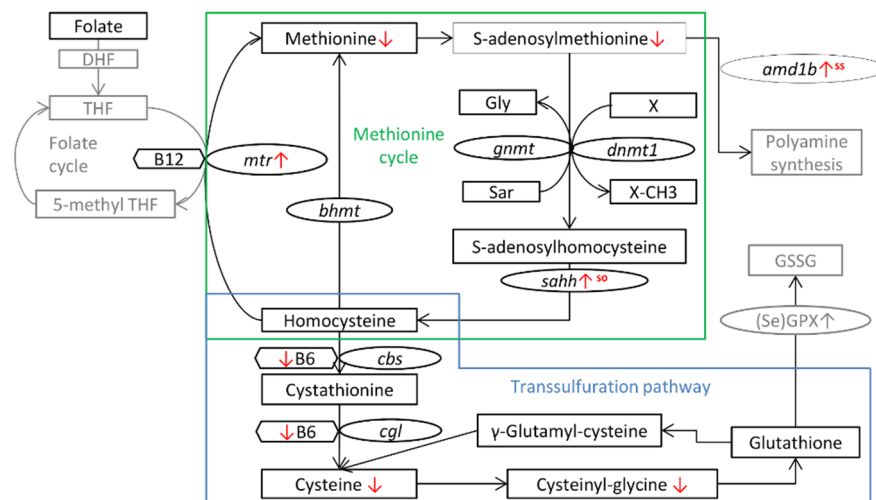 Folate
DHF
THF
Folate
cycle
5-methyl THF
B12
mtr↑
Methionine↓
S-adenosylmethionine↓
amd1b↑ss
Polyamine
synthesis
Methionine
cycle
Gly
X
gnmt
dnmt1
Sar
X-CH3
bhmt
S-adenosylhomocysteine
sahh↑so
GSSG
(Se)GPX↑
Homocysteine
↓B6
cbs
Cystathionine
Transsulfuration pathway
↓B6
cgl
γ-Glutamyl-cysteine
Glutathione
Cysteine↓
Cysteinyl-glycine↓